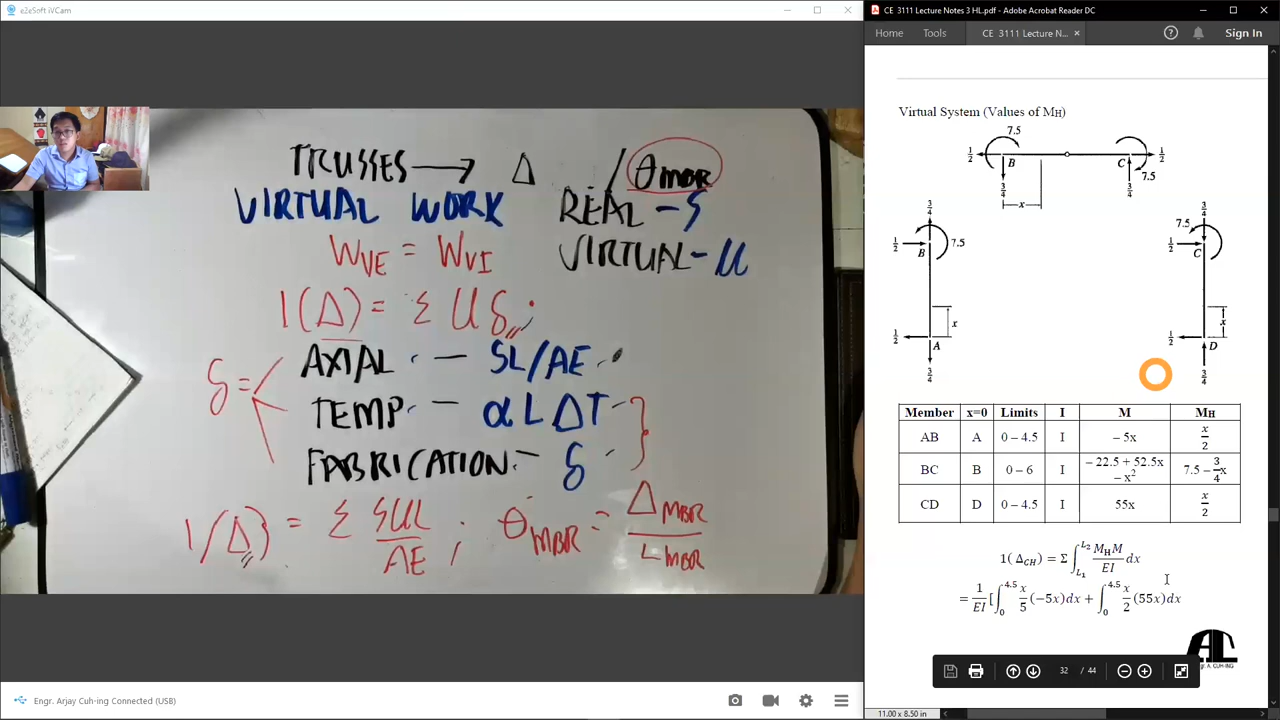 e2eSoft iVCam
TRUSSES → Δ / θMBR
VIRTUAL WORK REAL - S
WVE = WVI VIRTUAL - U
1(Δ) = Σ U δ ;
δ = AXIAL - SL/AE
TEMP - αLΔT
FABRICATION - δ
1(Δ) = Σ SUL/AE ; θMBR = ΔMBR/LMBR
Engr. Arjay Cuh-ing Connected (USB)
CE 3111 Lecture Notes 3 HL.pdf - Adobe Acrobat Reader DC
Home Tools CE 3111 Lecture N... × Sign In
Virtual System (Values of MH)
7.5
1/2 B C 1/2
3/4 3/4 7.5
x
3/4 3/4
1/2 7.5 7.5 1/2
B C
x x
1/2 A 1/2 D
3/4 3/4
Member x=0 Limits I M MH
AB A 0 – 4.5 I – 5x x/2
BC B 0 – 6 I – 22.5 + 52.5x – x² 7.5 – 3/4x
CD D 0 – 4.5 I 55x x/2
1( ΔCH) = Σ ∫L1^L2 MHM/EI dx
= 1/EI [∫0^4.5 x/5 (−5x)dx + ∫0^4.5 x/2 (55x)dx
32 / 44
11.00 x 8.50 in